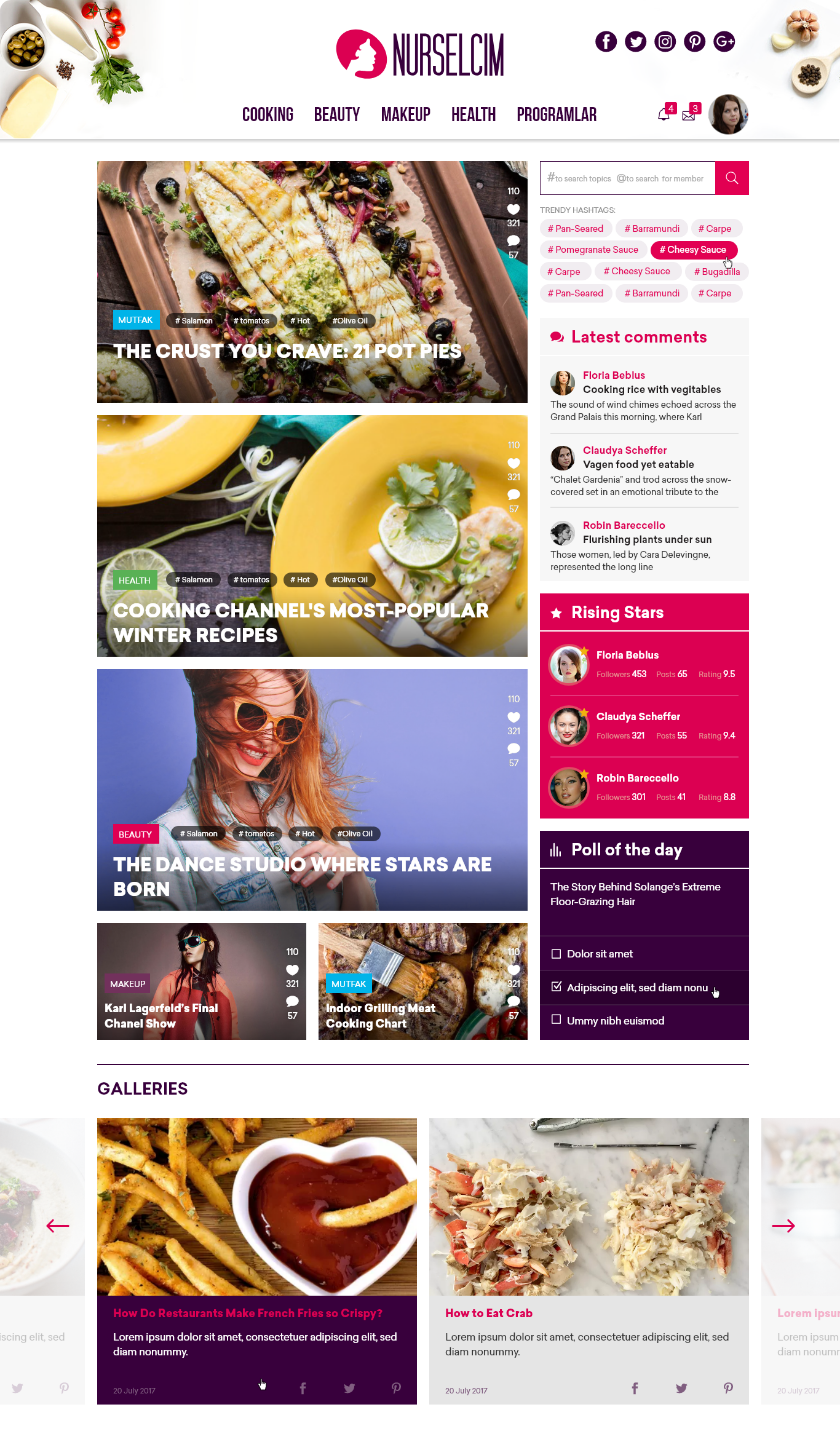 NURSELCIM
COOKING BEAUTY MAKEUP HEALTH PROGRAMLAR
4 3
110
321
57
MUTFAK # Salamon # tomatos # Hot #Olive Oil
THE CRUST YOU CRAVE: 21 POT PIES
110
321
57
HEALTH # Salamon # tomatos # Hot #Olive Oil
COOKING CHANNEL'S MOST-POPULAR
WINTER RECIPES
110
321
57
BEAUTY # Salamon # tomatos # Hot #Olive Oil
THE DANCE STUDIO WHERE STARS ARE
BORN
110
321
57
MAKEUP
Karl Lagerfeld's Final
Chanel Show
110
321
57
MUTFAK
Indoor Grilling Meat
Cooking Chart
#to search topics @to search for member
TRENDY HASHTAGS:
# Pan-Seared # Barramundi # Carpe
# Pomegranate Sauce # Cheesy Sauce
# Carpe # Cheesy Sauce # Bugadilla
# Pan-Seared # Barramundi # Carpe
Latest comments
Floria Bebius
Cooking rice with vegitables
The sound of wind chimes echoed across the
Grand Palais this morning, where Karl
Claudya Scheffer
Vagen food yet eatable
“Chalet Gardenia” and trod across the snow-
covered set in an emotional tribute to the
Robin Bareccello
Flurishing plants under sun
Those women, led by Cara Delevingne,
represented the long line
Rising Stars
Floria Bebius
Followers 453 Posts 65 Rating 9.5
Claudya Scheffer
Followers 321 Posts 55 Rating 9.4
Robin Bareccello
Followers 301 Posts 41 Rating 8.8
Poll of the day
The Story Behind Solange's Extreme
Floor-Grazing Hair
Dolor sit amet
Adipiscing elit, sed diam nonu
Ummy nibh euismod
GALLERIES
iscing elit, sed
How Do Restaurants Make French Fries so Crispy?
Lorem ipsum dolor sit amet, consectetuer adipiscing elit, sed
diam nonummy.
20 July 2017
How to Eat Crab
Lorem ipsum dolor sit amet, consectetuer adipiscing elit, sed
diam nonummy.
20 July 2017
Lorem ipsu
Lorem ipsum
diam nonumm
20 July 2017